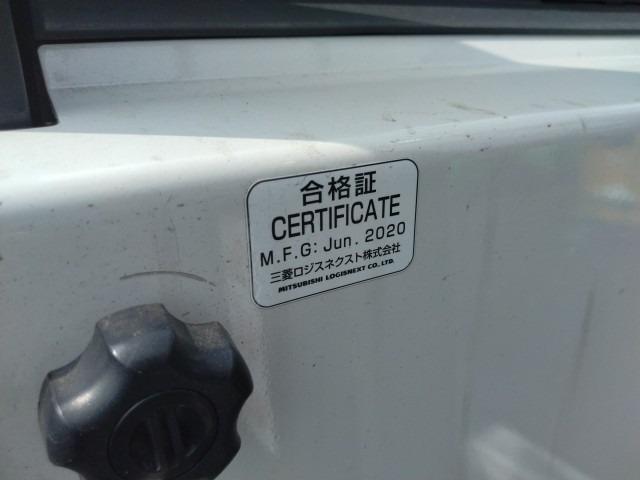 合格証
CERTIFICATE
M.F.G: Jun. 2020
三菱ロジスネクスト株式会社
MITSUBISHI LOGISNEXT CO., LTD.